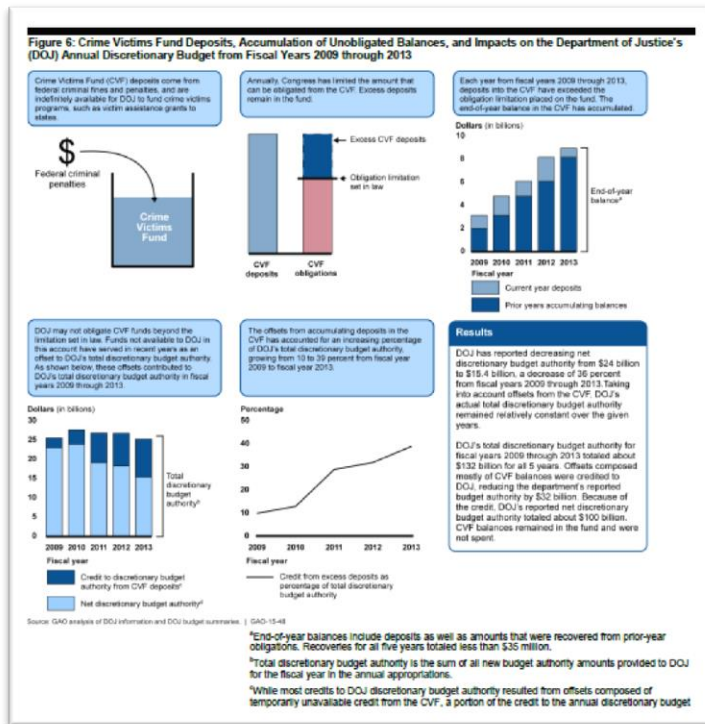 Figure 6: Crime Victims Fund Deposits, Accumulation of Unobligated Balances, and Impacts on the Department of Justice's
(DOJ) Annual Discretionary Budget from Fiscal Years 2009 through 2013
Crime Victims Fund (CVF) deposits come from
federal criminal fines and penalties, and are
indefinitely available for DOJ to fund crime victims
programs, such as victim assistance grants to
states.
$
Federal criminal
penalties
Crime
Victims
Fund
Annually, Congress has limited the amount that
can be obligated from the CVF. Excess deposits
remain in the fund.
Excess CVF deposits
Obligation limitation
set in law
CVF
deposits
CVF
obligations
Each year from fiscal years 2009 through 2013,
deposits into the CVF have exceeded the
obligation limitation placed on the fund. The
end-of-year balance in the CVF has accumulated.
Dollars (in billions)
10
8
6
4
2
0
2009 2010 2011 2012 2013
Fiscal year
End-of-year
balanceᵃ
Current year deposits
Prior years accumulating balances
DOJ may not obligate CVF funds beyond the
limitation set in law. Funds not available to DOJ in
this account have served in recent years as an
offset to DOJ's total discretionary budget authority.
As shown below, these offsets contributed to
DOJ's total discretionary budget authority in fiscal
years 2009 through 2013.
Dollars (in billions)
30
25
20
15
10
5
0
2009 2010 2011 2012 2013
Fiscal year
Total
discretionary
budget
authorityᵇ
Credit to discretionary budget
authority from CVF depositsᶜ
Net discretionary budget authorityᵈ
The offsets from accumulating deposits in the
CVF has accounted for an increasing percentage
of DOJ's total discretionary budget authority,
growing from 10 to 39 percent from fiscal year
2009 to fiscal year 2013.
Percentage
50
40
30
20
10
0
2009 2010 2011 2012 2013
Fiscal year
Credit from excess deposits as
percentage of total discretionary
budget authority
Results
DOJ has reported decreasing net
discretionary budget authority from $24 billion
to $15.4 billion, a decrease of 36 percent
from fiscal years 2009 through 2013.Taking
into account offsets from the CVF, DOJ's
actual total discretionary budget authority
remained relatively constant over the given
years.
DOJ's total discretionary budget authority for
fiscal years 2009 through 2013 totaled about
$132 billion for all 5 years. Offsets composed
mostly of CVF balances were credited to
DOJ, reducing the department's reported
budget authority by $32 billion. Because of
the credit, DOJ's reported net discretionary
budget authority totaled about $100 billion.
CVF balances remained in the fund and were
not spent.
Source: GAO analysis of DOJ information and DOJ budget summaries. | GAO-15-48
ᵃEnd-of-year balances include deposits as well as amounts that were recovered from prior-year
obligations. Recoveries for all five years totaled less than $35 million.
ᵇTotal discretionary budget authority is the sum of all new budget authority amounts provided to DOJ
for the fiscal year in the annual appropriations.
ᶜWhile most credits to DOJ discretionary budget authority resulted from offsets composed of
temporarily unavailable credit from the CVF, a portion of the credit to the annual discretionary budget